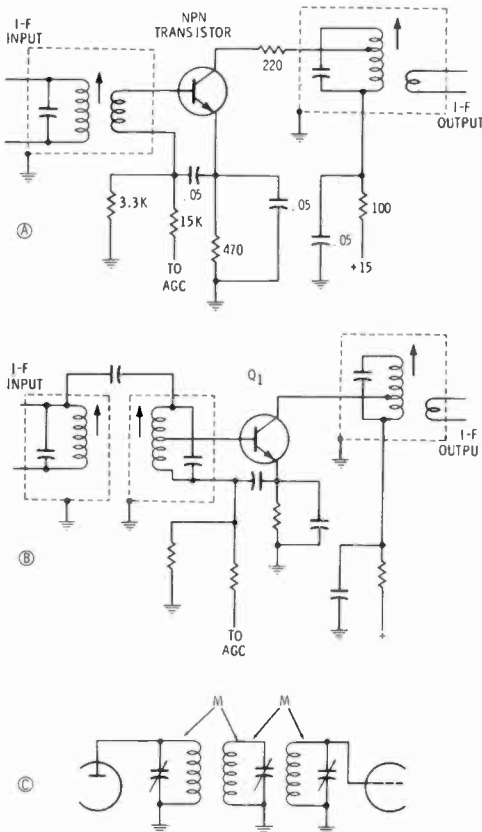 I-F
INPUT
NPN
TRANSISTOR
220
I-F
OUTPUT
3.3K
.05
15K
.05
.05
100
A
470
TO
AGC
+15
I-F
INPUT
Q1
I-F
OUTPU
B
TO
AGC
+
M
M
C